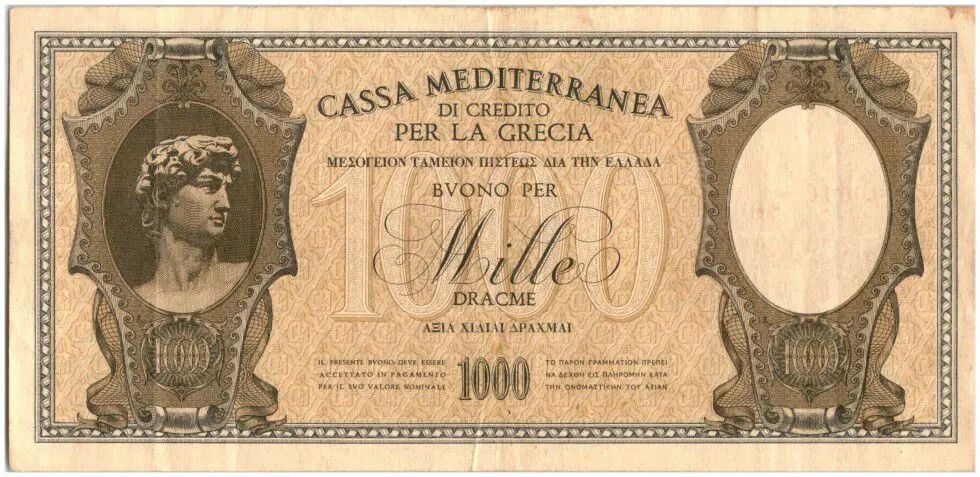 CASSA MEDITERRANEA
DI CREDITO
PER LA GRECIA
ΜΕΣΟΓΕΙΟΝ ΤΑΜΕΙΟΝ ΠΙΣΤΕΩΣ ΔΙΑ ΤΗΝ ΕΛΛΑΔΑ
BVONO PER
1000
Mille
DRACME
ΑΞΙΑ ΧΙΛΙΑΙ ΔΡΑΧΜΑΙ
IL PRESENTE BVONO DEVE ESSERE
ACCETTATO IN PAGAMENTO
PER IL SVO VALORE NOMINALE
1000
ΤΟ ΠΑΡΟΝ ΓΡΑΜΜΑΤΙΟΝ ΠΡΕΠΕΙ
ΝΑ ΔΕΧΘΗ ΕΙΣ ΠΛΗΡΩΜΗΝ ΚΑΤΑ
ΤΗΝ ΟΝΟΜΑΣΤΙΚΗΝ ΤΟΥ ΑΞΙΑΝ
1000
1000